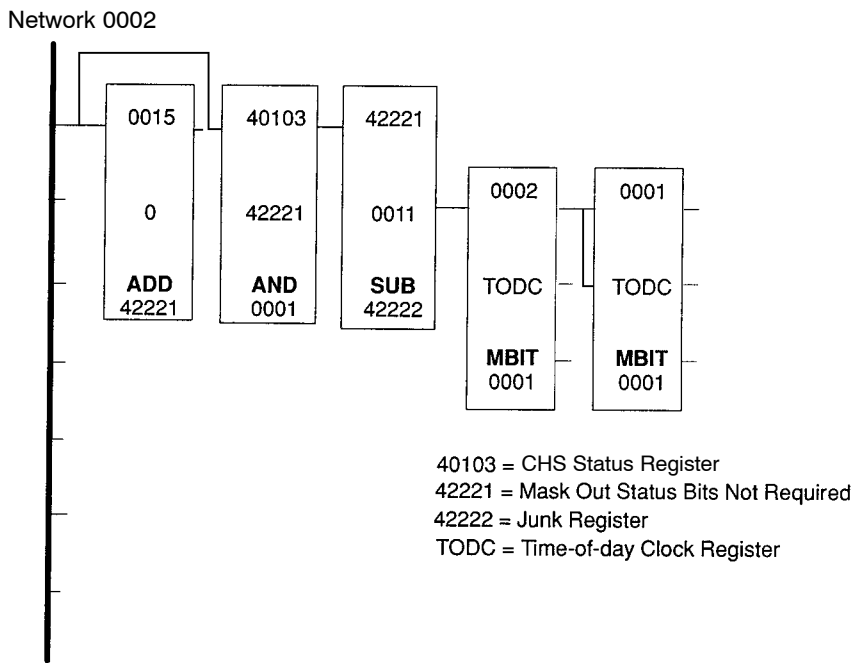 Network 0002
0015
0
ADD
42221
40103
42221
AND
0001
42221
0011
SUB
42222
0002
TODC
MBIT
0001
0001
TODC
MBIT
0001
40103 = CHS Status Register
42221 = Mask Out Status Bits Not Required
42222 = Junk Register
TODC = Time-of-day Clock Register